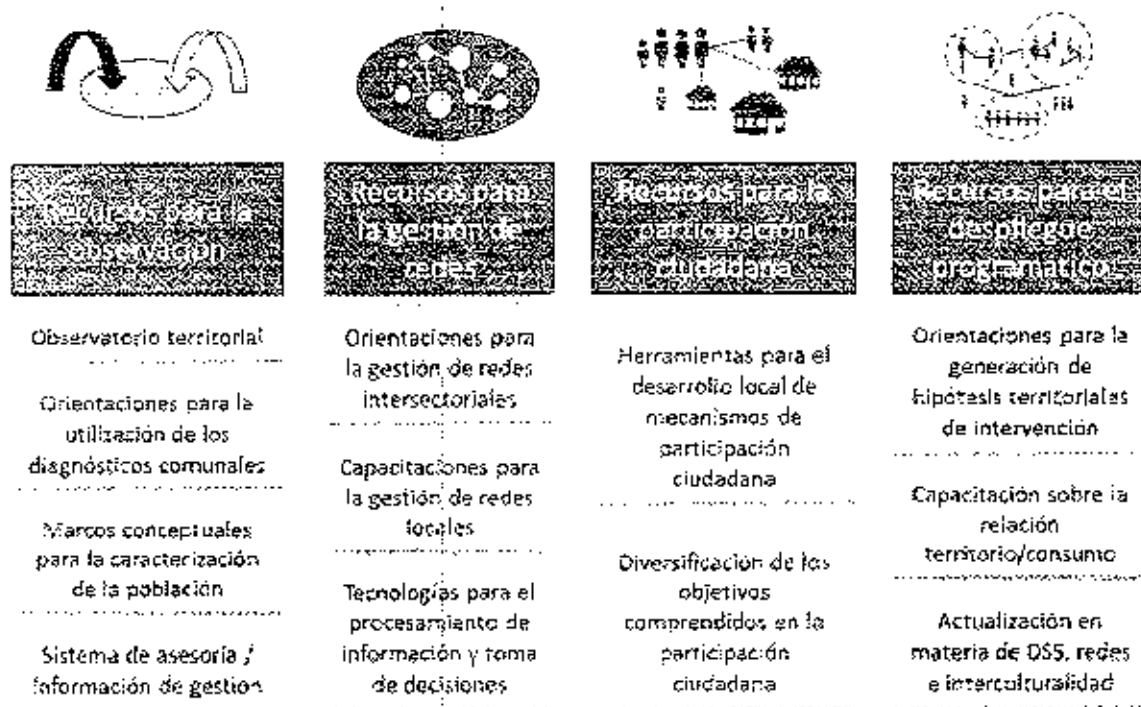 Recursos para la
observación
Observatorio territorial
Orientaciones para la
utilización de los
diagnósticos comunales
Marcos conceptuales
para la caracterización
de la población
Sistema de asesoría /
información de gestión
Recursos para
la gestión de
redes
Orientaciones para
la gestión de redes
intersectoriales
Capacitaciones para
la gestión de redes
locales
Tecnologías para el
procesamiento de
información y toma
de decisiones
Recursos para la
participación
ciudadana
Herramientas para el
desarrollo local de
mecanismos de
participación
ciudadana
Diversificación de los
objetivos
comprendidos en la
participación
ciudadana
Recursos para el
despliegue
programático
Orientaciones para la
generación de
hipótesis territoriales
de intervención
Capacitación sobre la
relación
territorio/consumo
Actualización en
materia de DSS, redes
e interculturalidad